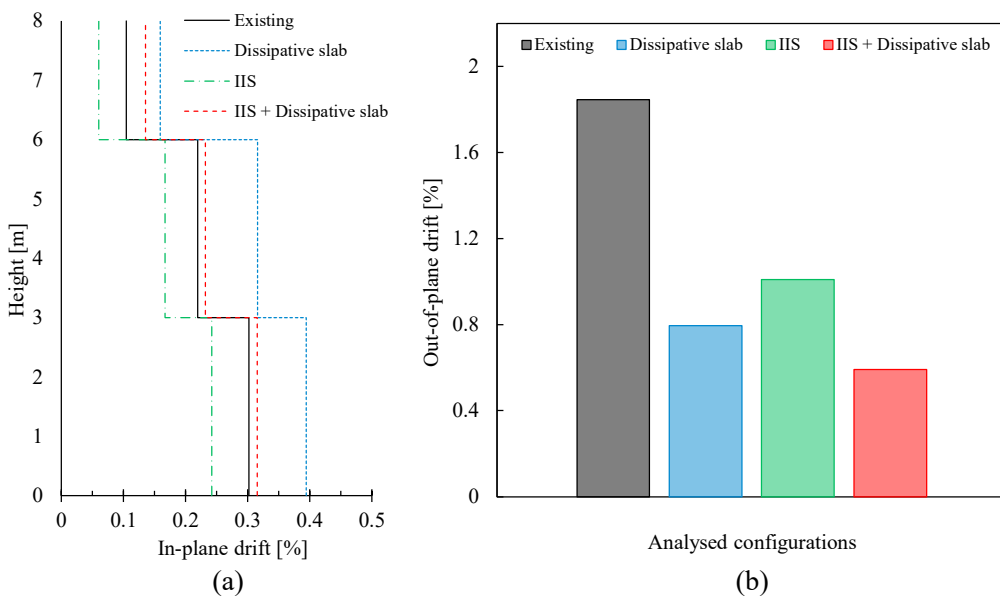 8
7
6
5
4
3
2
1
0
Height [m]
Existing
Dissipative slab
IIS
IIS + Dissipative slab
0 0.1 0.2 0.3 0.4 0.5
In-plane drift [%]
(a)
Existing Dissipative slab IIS IIS + Dissipative slab
2
1.6
1.2
0.8
0.4
0
Out-of-plane drift [%]
Analysed configurations
(b)